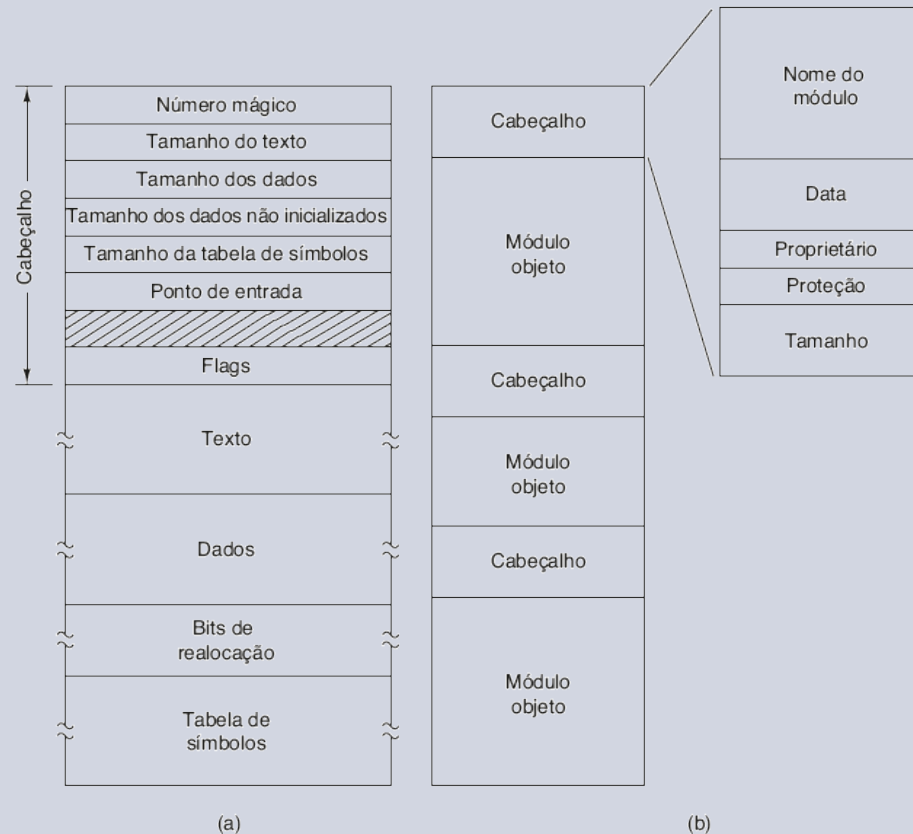 Cabeçalho
Número mágico
Tamanho do texto
Tamanho dos dados
Tamanho dos dados não inicializados
Tamanho da tabela de símbolos
Ponto de entrada
Flags
Texto
Dados
Bits de
realocação
Tabela de
símbolos
(a)
Cabeçalho
Módulo
objeto
Cabeçalho
Módulo
objeto
Cabeçalho
Módulo
objeto
Nome do
módulo
Data
Proprietário
Proteção
Tamanho
(b)